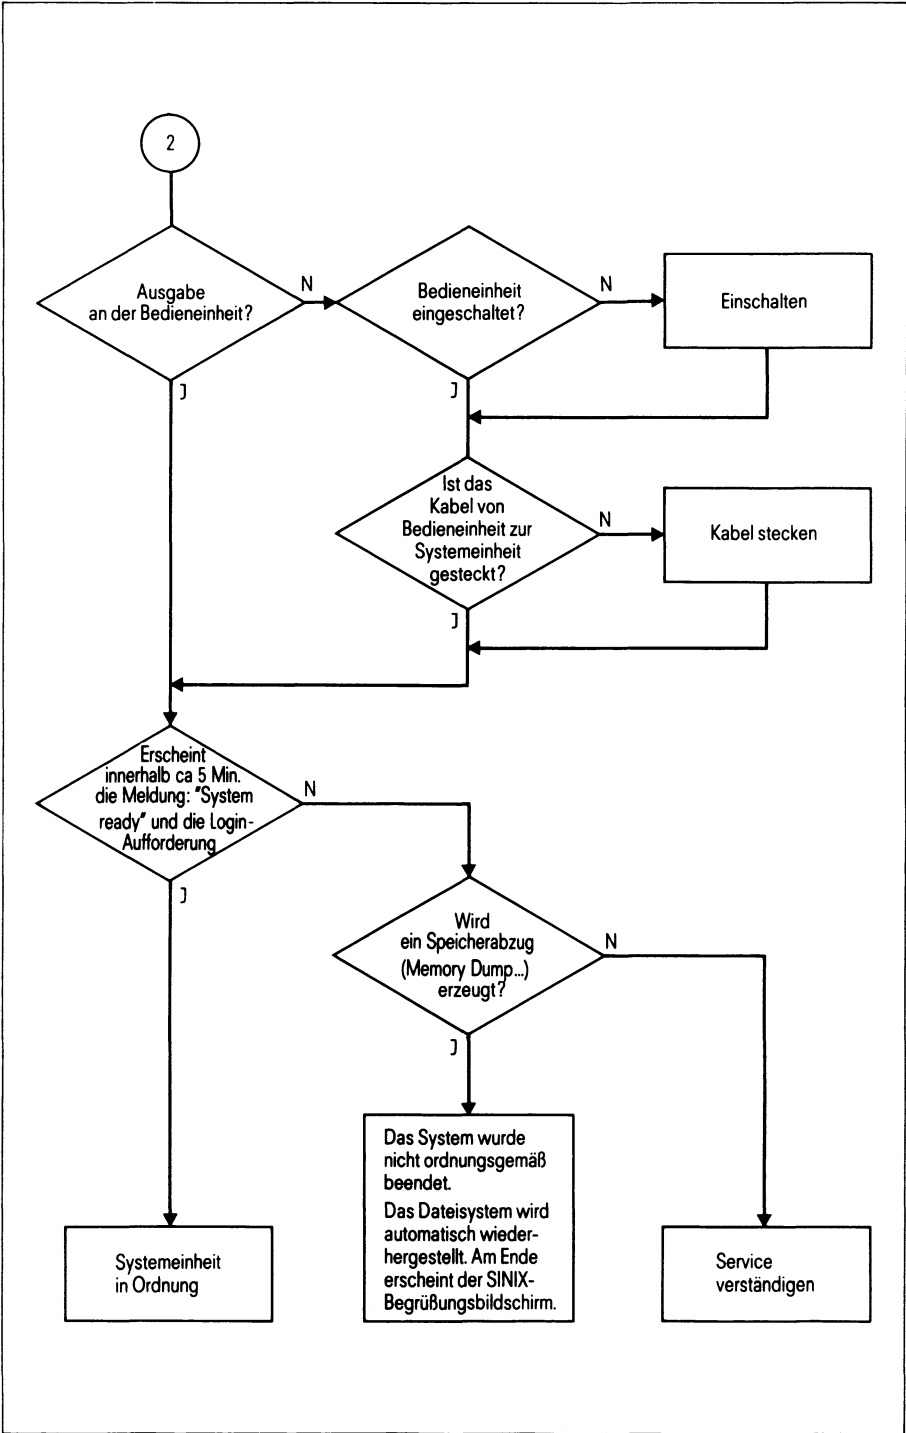 2
Ausgabe
an der Bedieneinheit?
N
J
Bedieneinheit
eingeschaltet?
N
J
Einschalten
Ist das
Kabel von
Bedieneinheit zur
Systemeinheit
gesteckt?
N
J
Kabel stecken
Erscheint
innerhalb ca 5 Min.
die Meldung: "System
ready" und die Login-
Aufforderung
N
J
Wird
ein Speicherabzug
(Memory Dump...)
erzeugt?
N
J
Systemeinheit
in Ordnung
Das System wurde
nicht ordnungsgemäß
beendet.
Das Dateisystem wird
automatisch wieder-
hergestellt. Am Ende
erscheint der SINIX-
Begrüßungsbildschirm.
Service
verständigen